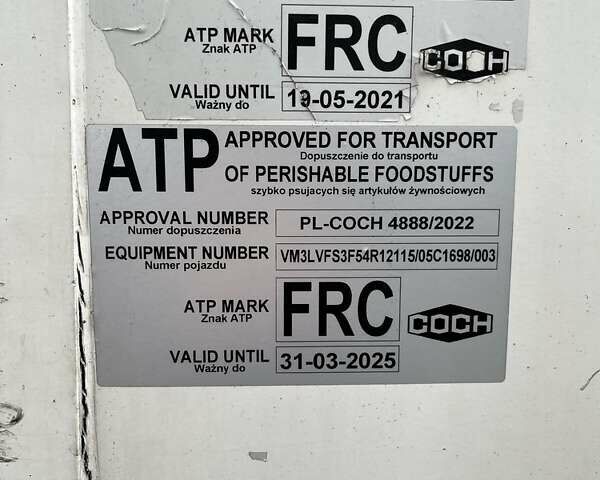 ATP MARK
Znak ATP
FRC
COCH
VALID UNTIL
Ważny do
19-05-2021
ATP
APPROVED FOR TRANSPORT
Dopuszczenie do transportu
OF PERISHABLE FOODSTUFFS
szybko psujacych się artykułów żywnościowych
APPROVAL NUMBER
Numer dopuszczenia
PL-COCH 4888/2022
EQUIPMENT NUMBER
Numer pojazdu
VM3LVFS3F54R12115/05C1698/003
ATP MARK
Znak ATP
FRC
COCH
VALID UNTIL
Ważny do
31-03-2025